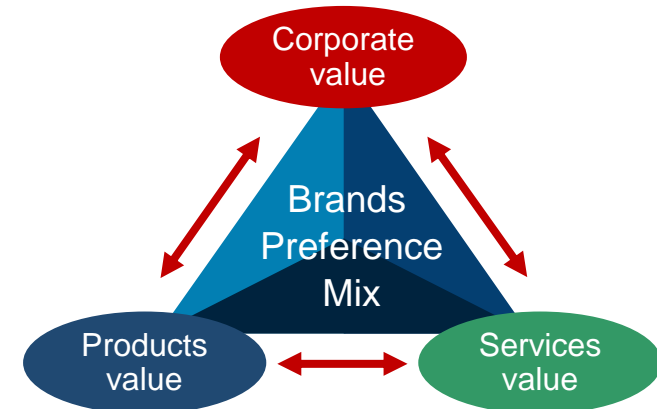 Corporate
value
Brands
Preference
Mix
Products
value
Services
value